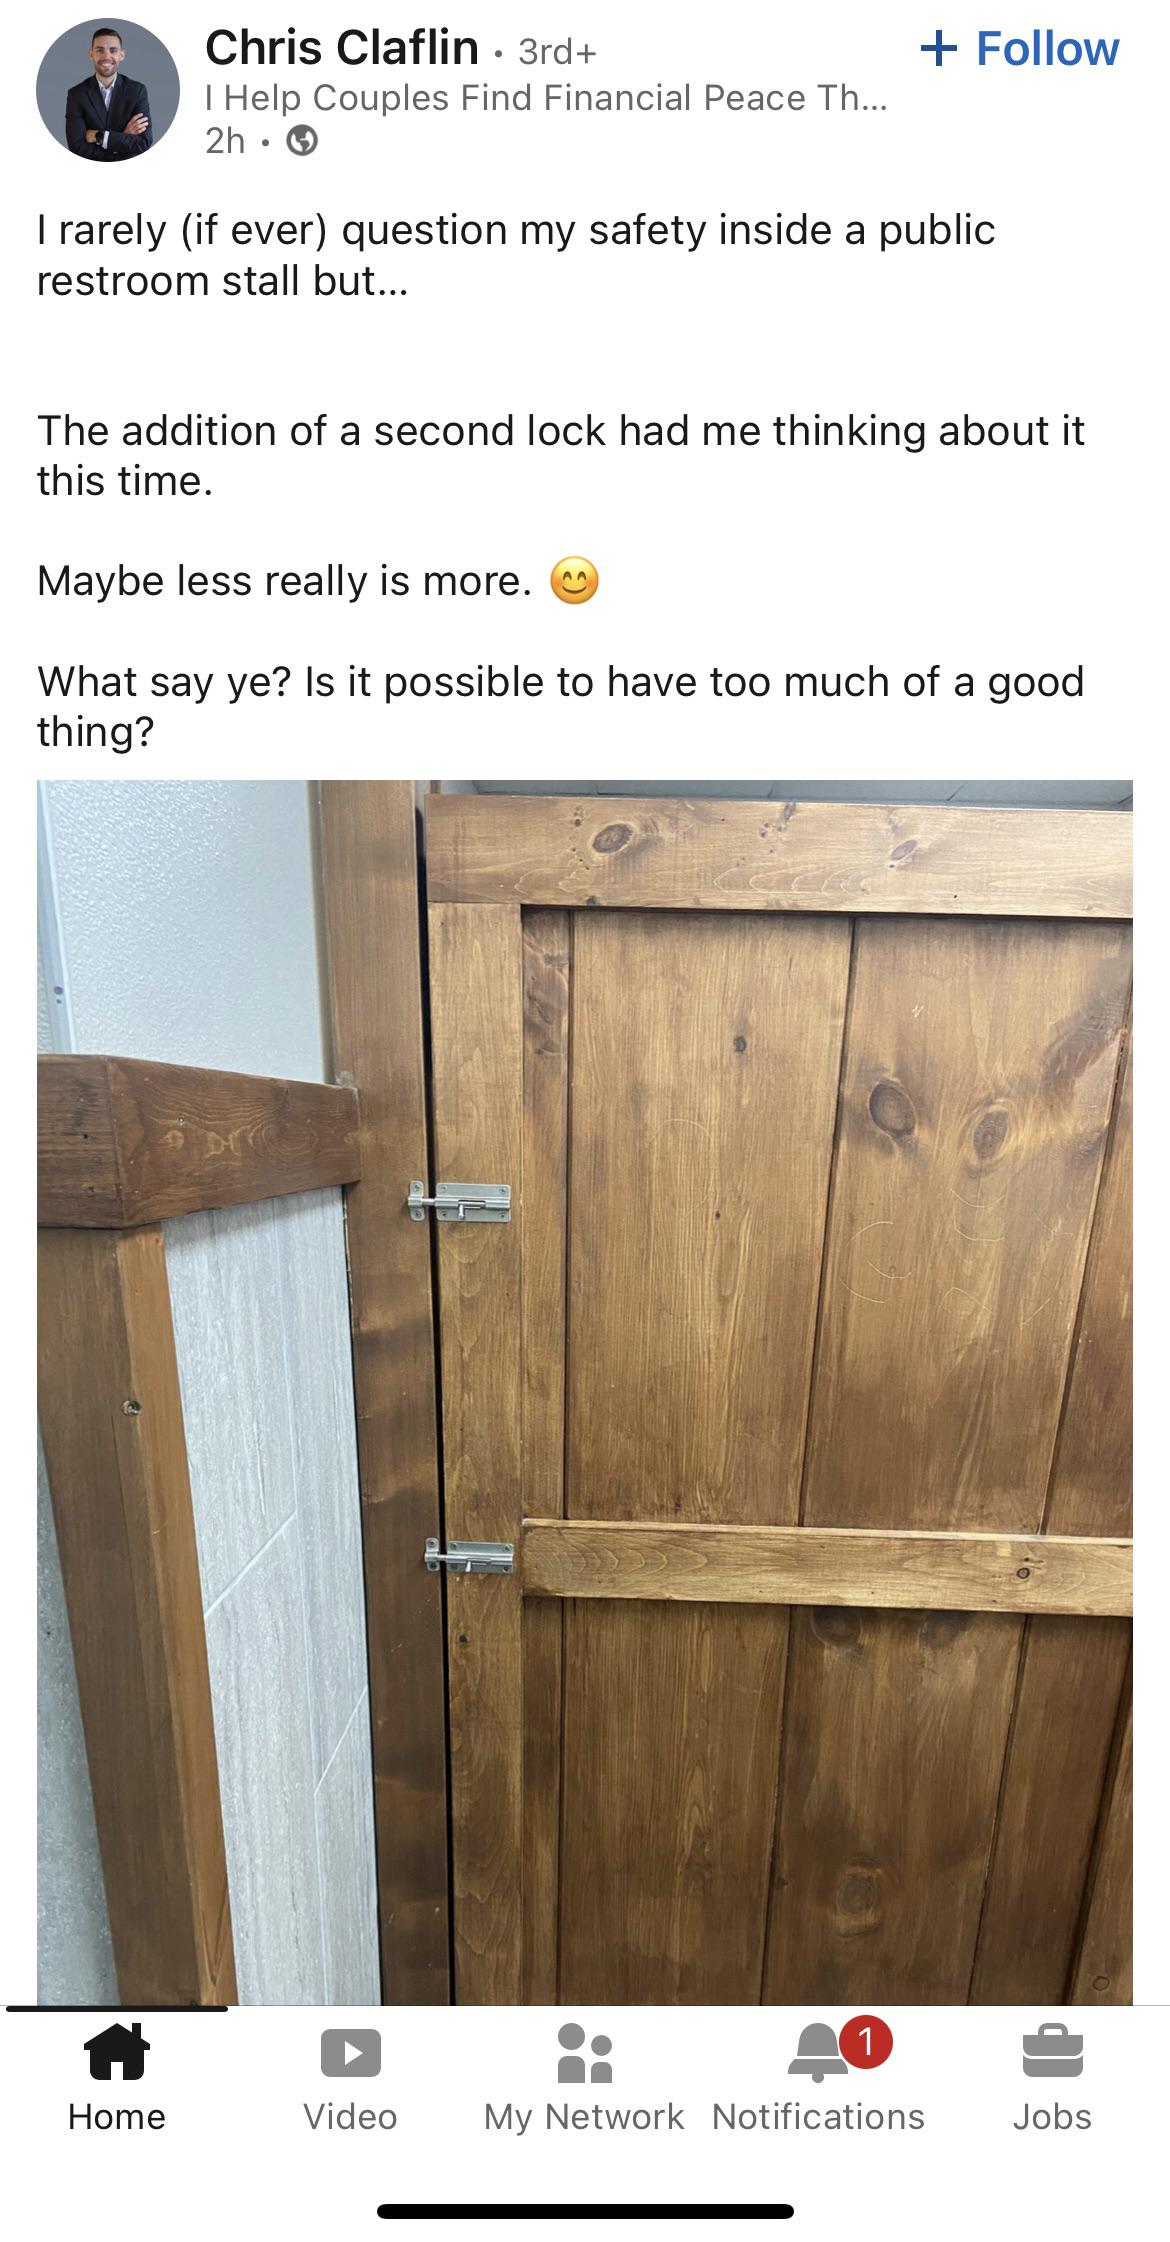 Chris Claflin • 3rd+
+ Follow
I Help Couples Find Financial Peace Th...
2h •
I rarely (if ever) question my safety inside a public
restroom stall but...
The addition of a second lock had me thinking about it
this time.
Maybe less really is more. 😊
What say ye? Is it possible to have too much of a good
thing?
1
Home
Video
My Network
Notifications
Jobs